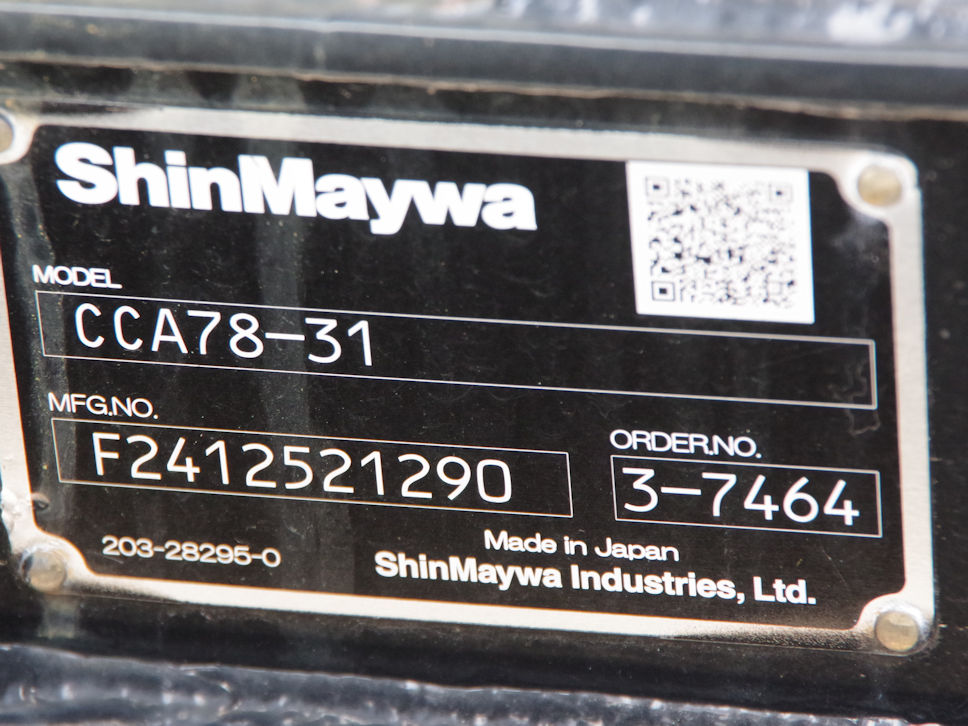 ShinMaywa
MODEL
CCA78-31
MFG.NO.
F2412521290
ORDER.NO.
3-7464
203-28295-0
Made in Japan
ShinMaywa Industries, Ltd.